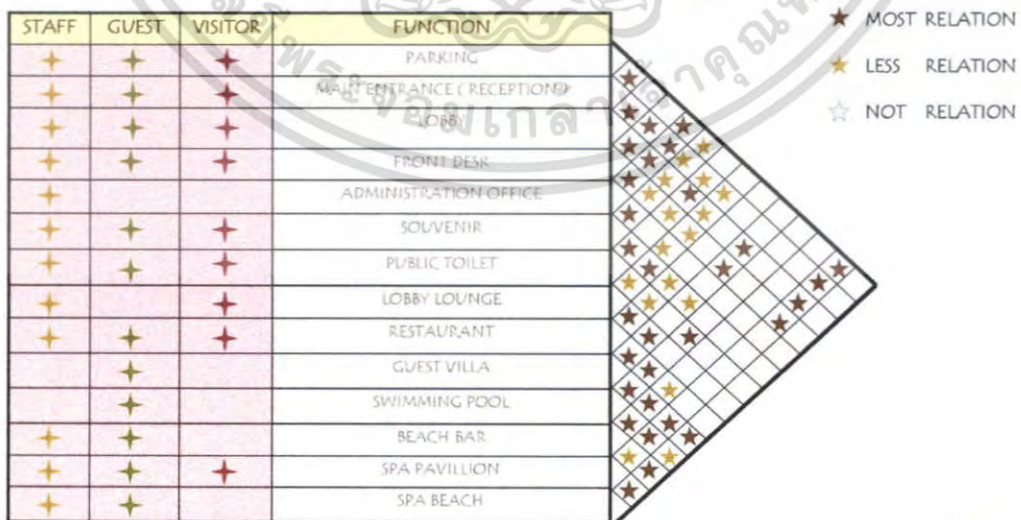 STAFF GUEST VISITOR FUNCTION
PARKING
MAIN ENTRANCE ( RECEPTION )
LOBBY
FRONT DESK
ADMINISTRATION OFFICE
SOUVENIR
PUBLIC TOILET
LOBBY LOUNGE
RESTAURANT
GUEST VILLA
SWIMMING POOL
BEACH BAR
SPA PAVILLION
SPA BEACH
MOST RELATION
LESS RELATION
NOT RELATION